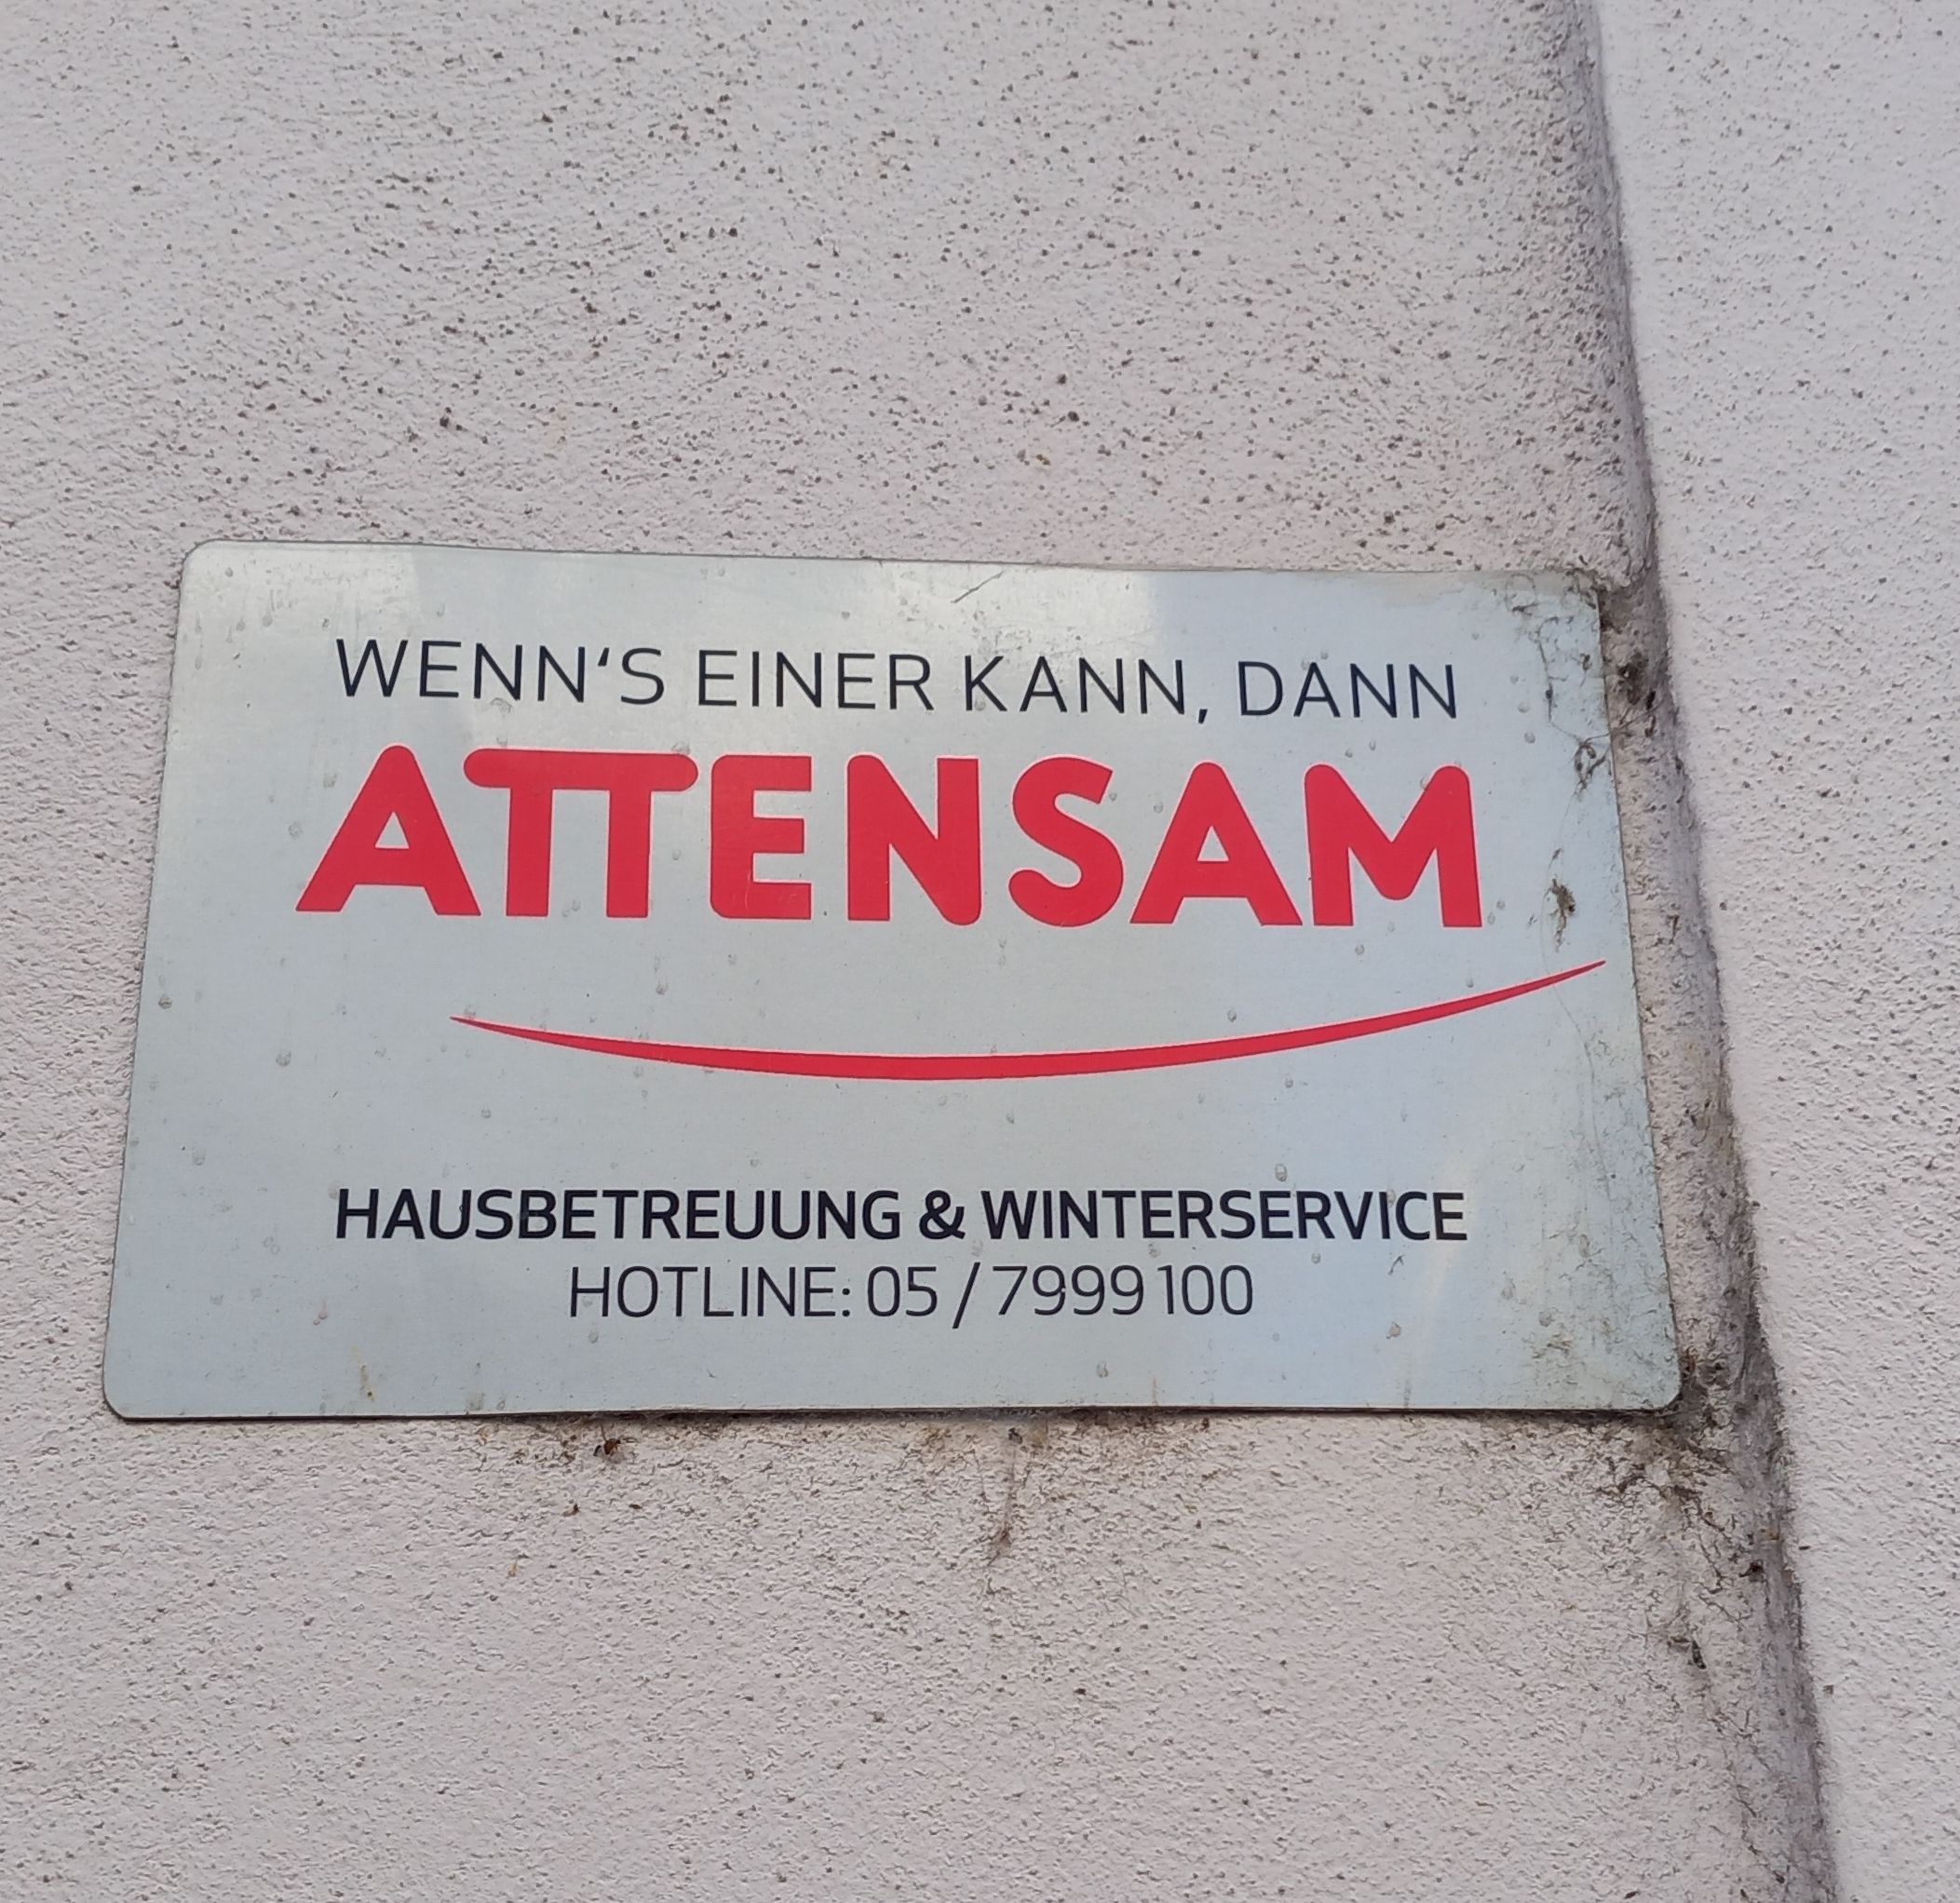 WENN‘S EINER KANN, DANN
ATTENSAM
HAUSBETREUUNG & WINTERSERVICE
HOTLINE: 05 / 7999 100